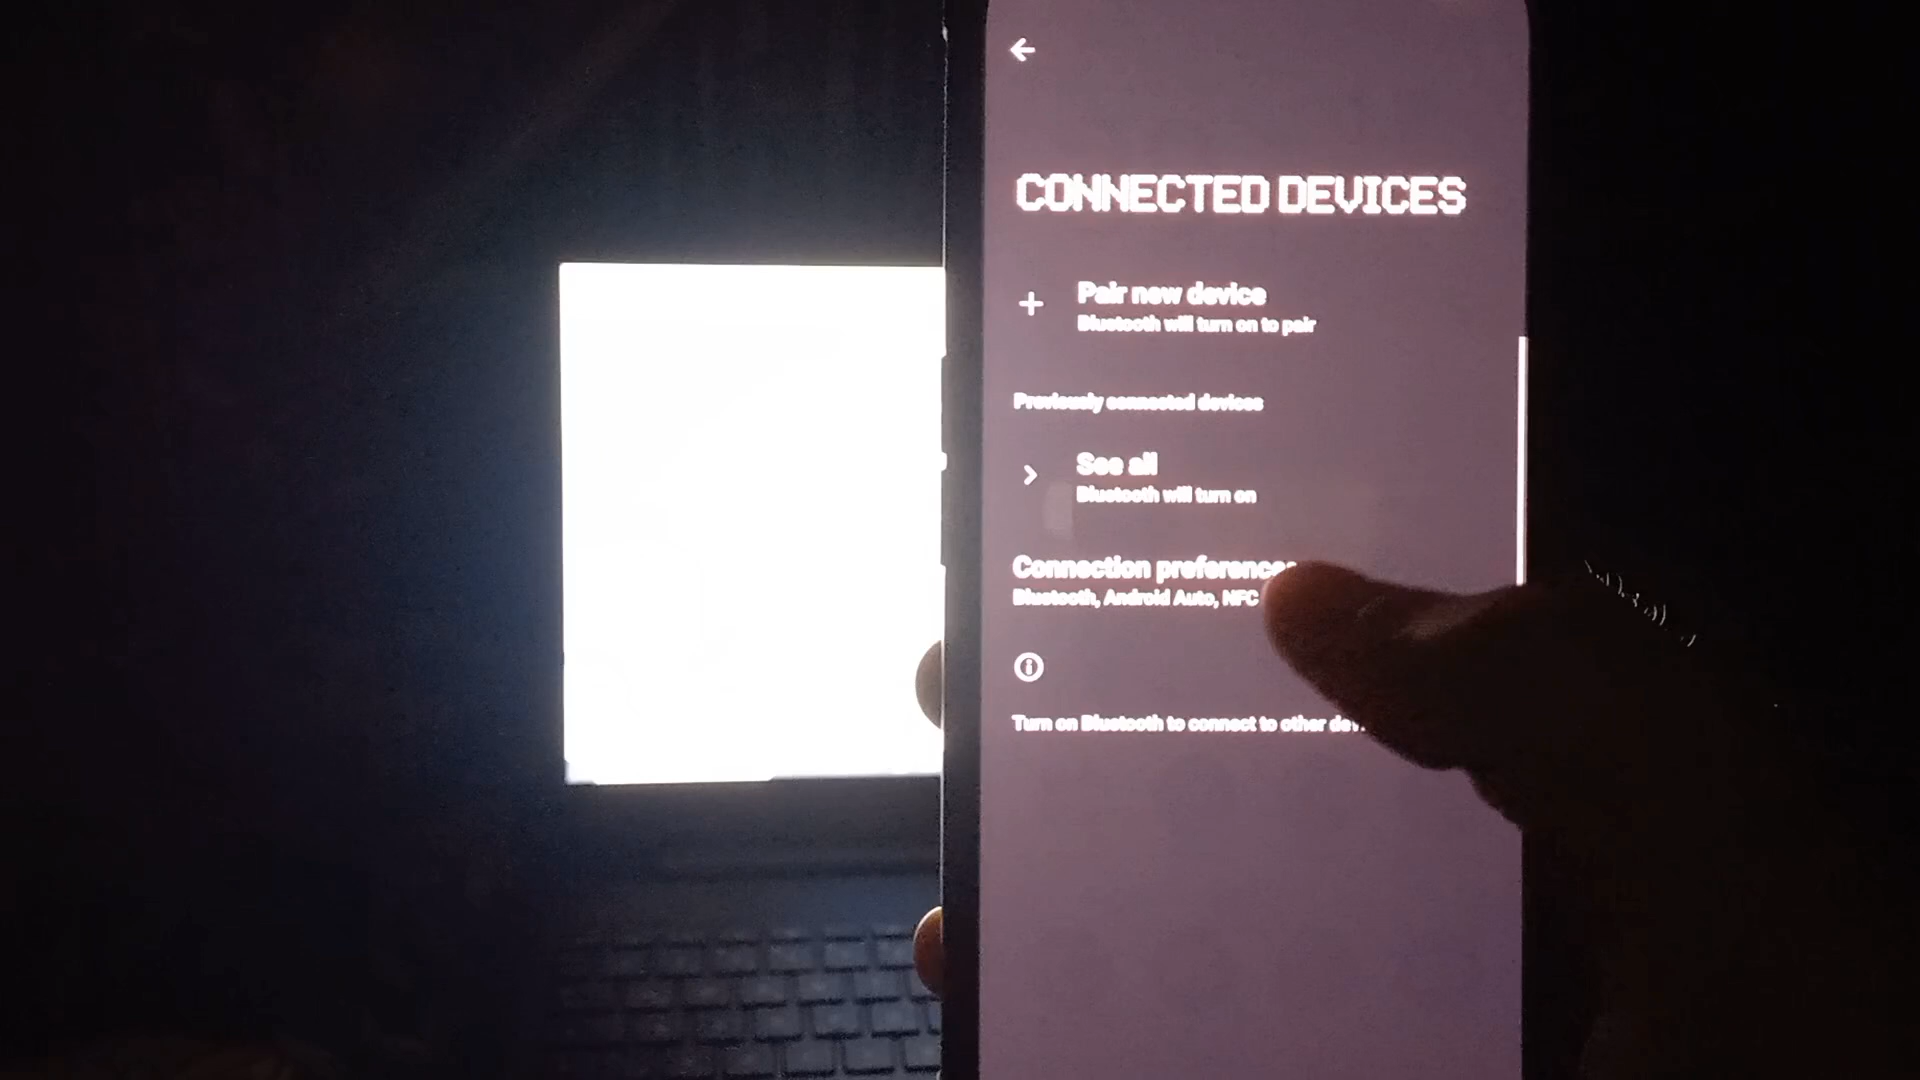 CONNECTED DEVICES
Pair new device
Bluetooth will turn on to pair
Previously connected devices
See all
Bluetooth will turn on
Connection preferences
Bluetooth, Android Auto, NFC
Turn on Bluetooth to connect to other